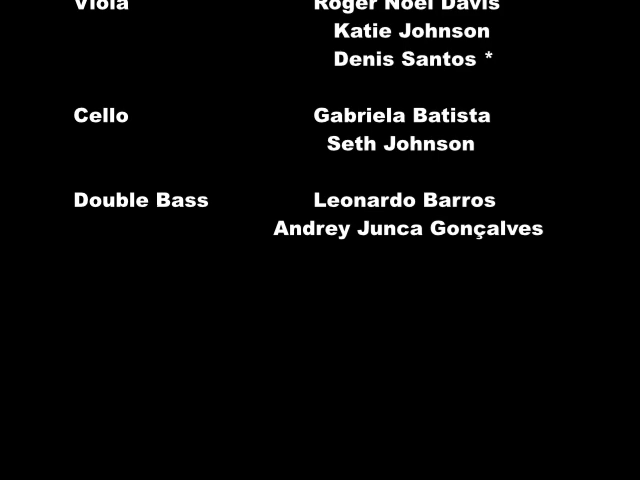 Viola Roger Noel Davis
Katie Johnson
Denis Santos *
Cello Gabriela Batista
Seth Johnson
Double Bass Leonardo Barros
Andrey Junca Gonçalves